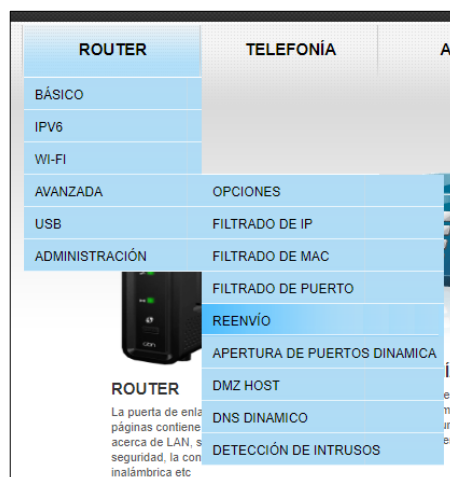 ROUTER
TELEFONÍA
A
BÁSICO
IPV6
WI-FI
AVANZADA
USB
ADMINISTRACIÓN
OPCIONES
FILTRADO DE IP
FILTRADO DE MAC
FILTRADO DE PUERTO
REENVÍO
APERTURA DE PUERTOS DINAMICA
DMZ HOST
DNS DINAMICO
DETECCIÓN DE INTRUSOS
ROUTER
La puerta de enla
páginas contiene
acerca de LAN, s
seguridad, la con
inalámbrica etc